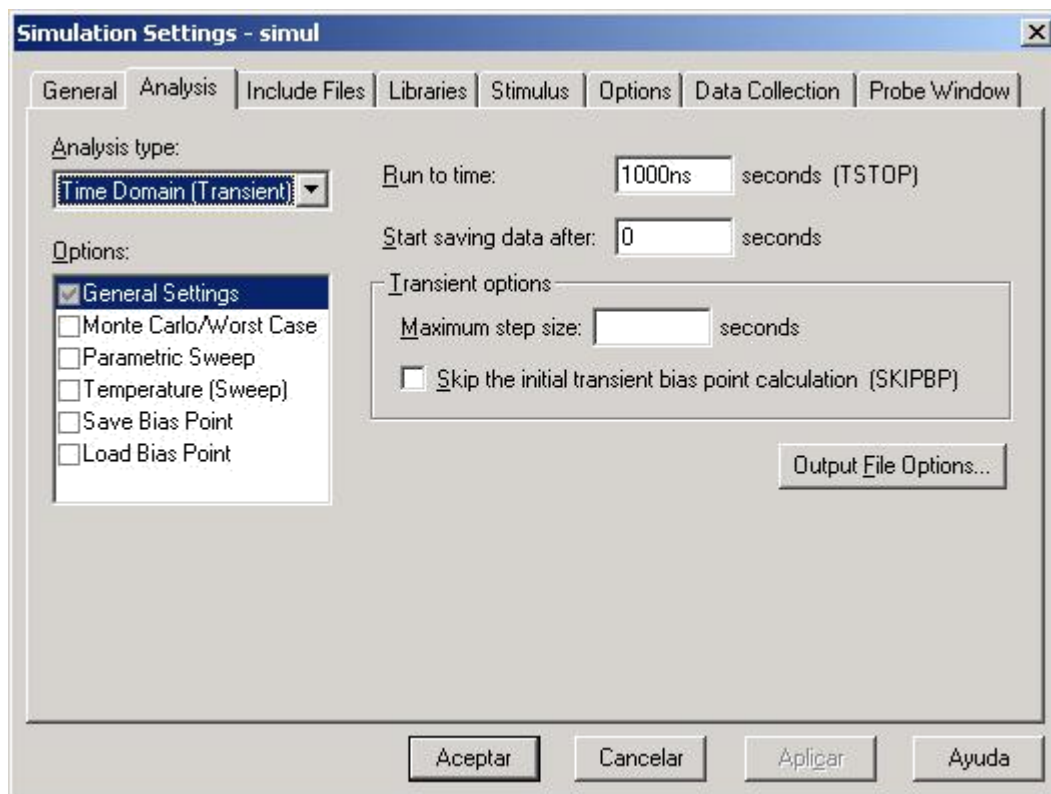 Simulation Settings - simul
General Analysis Include Files Libraries Stimulus Options Data Collection Probe Window
Analysis type:
Time Domain (Transient)
Run to time: 1000ns seconds (TSTOP)
Start saving data after: 0 seconds
Options:
General Settings
Monte Carlo/Worst Case
Parametric Sweep
Temperature (Sweep)
Save Bias Point
Load Bias Point
Transient options
Maximum step size: seconds
Skip the initial transient bias point calculation (SKIPBP)
Output File Options...
Aceptar Cancelar Aplicar Ayuda